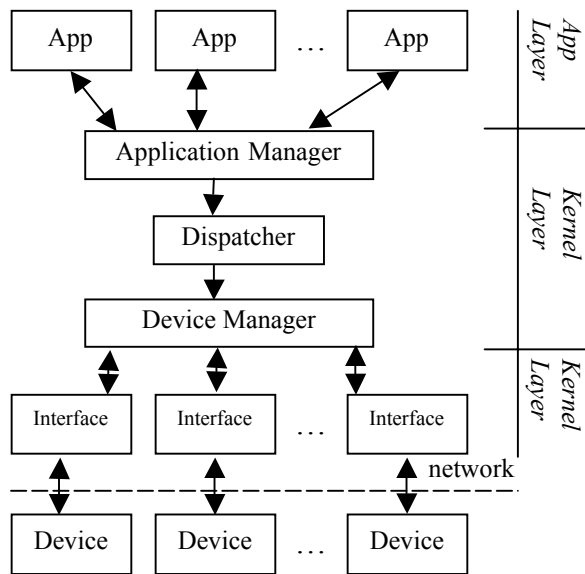 App App … App
App
Layer
Application Manager
Kernel
Layer
Dispatcher
Device Manager
Kernel
Layer
Interface Interface … Interface
network
Device Device … Device